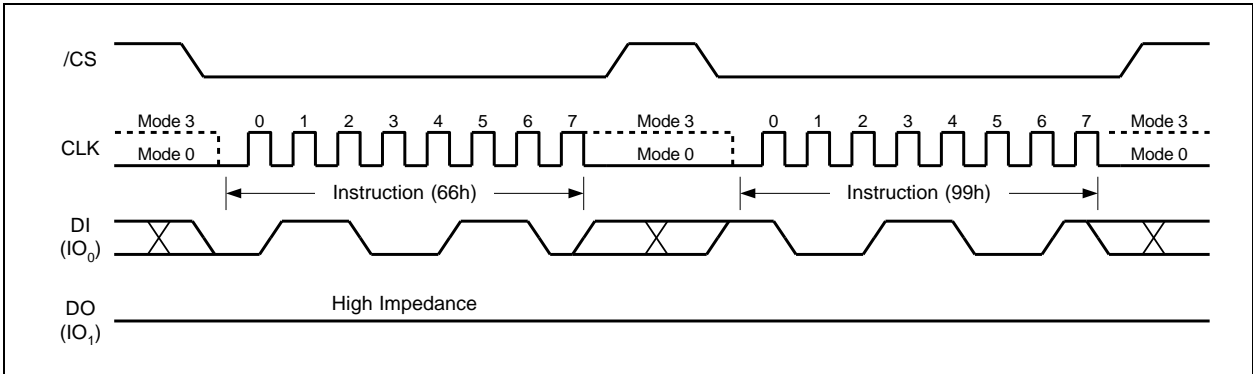 /CS
Mode 3 0 1 2 3 4 5 6 7 Mode 3 0 1 2 3 4 5 6 7 Mode 3
CLK
Mode 0 Mode 0 Mode 0
Instruction (66h) Instruction (99h)
DI
(IO0)
High Impedance
DO
(IO1)